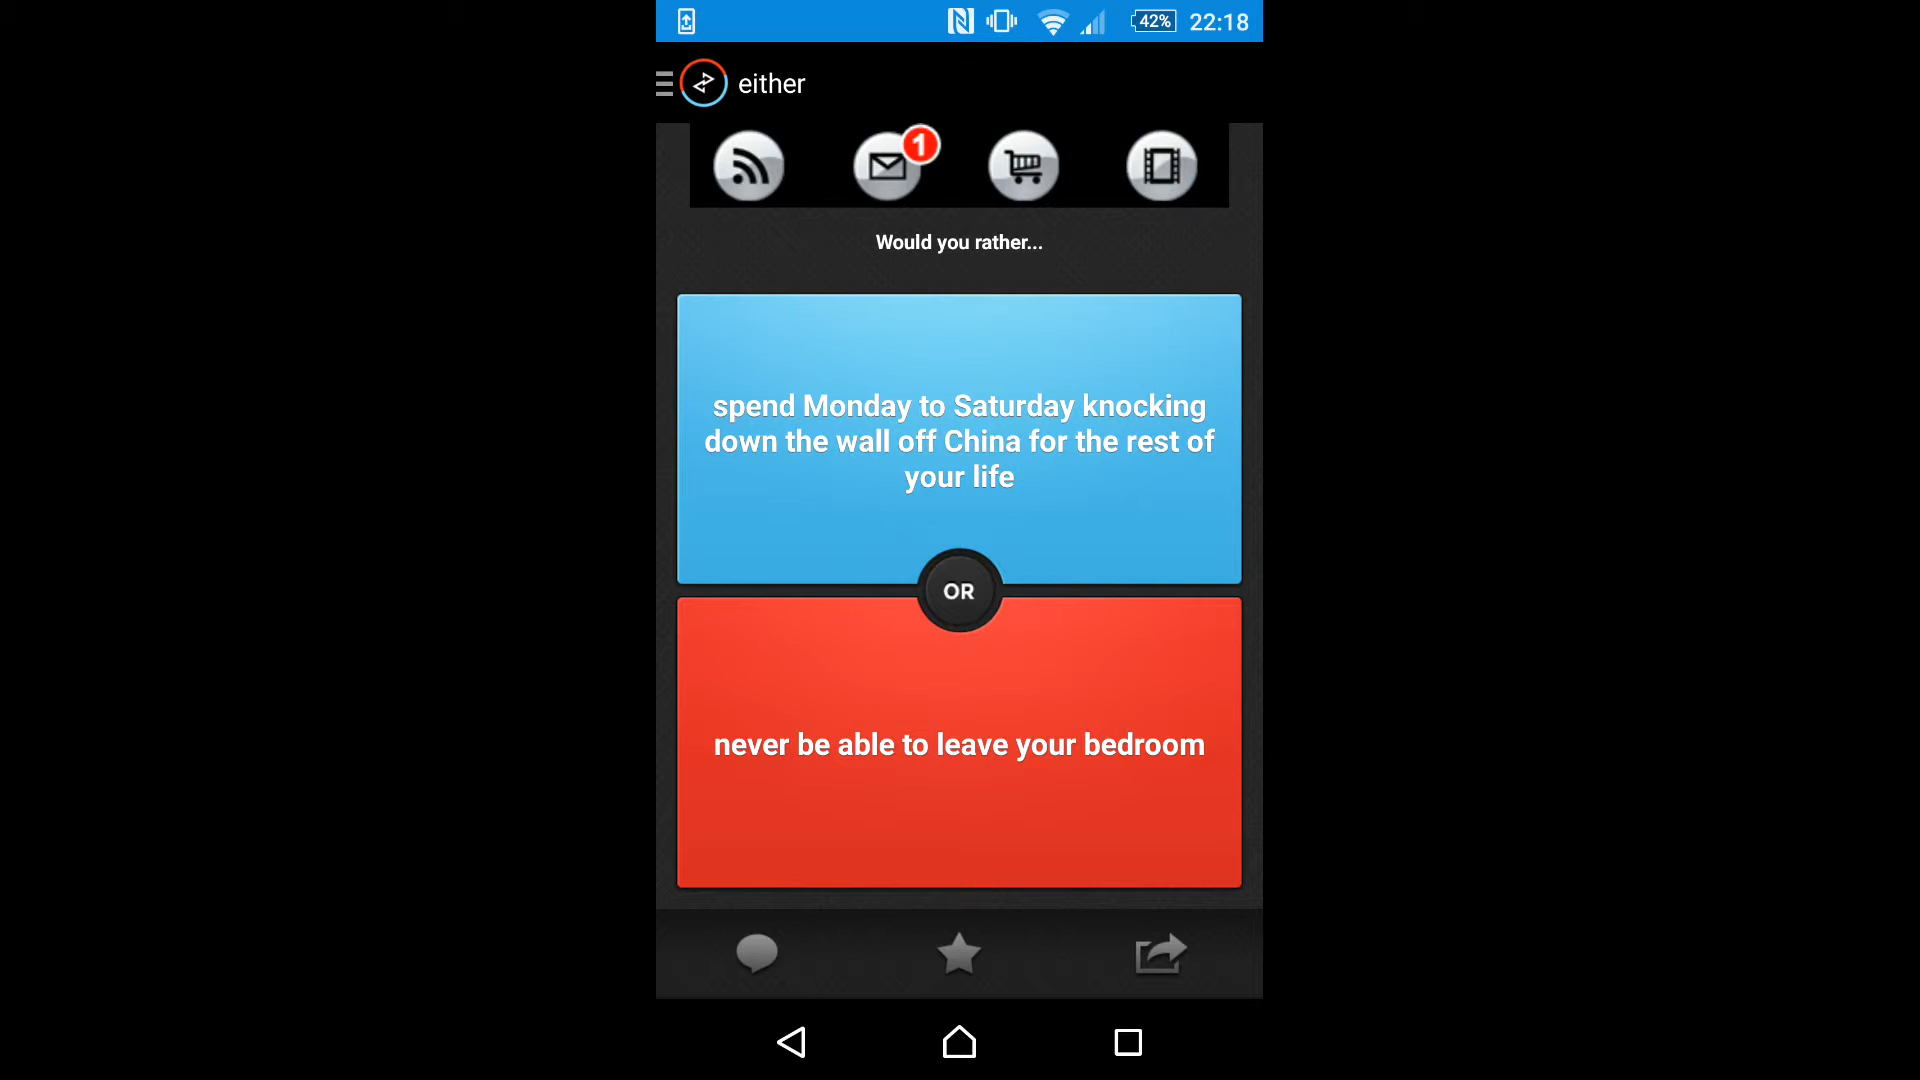 42% 22:18
either
1
Would you rather...
spend Monday to Saturday knocking
down the wall off China for the rest of
your life
OR
never be able to leave your bedroom